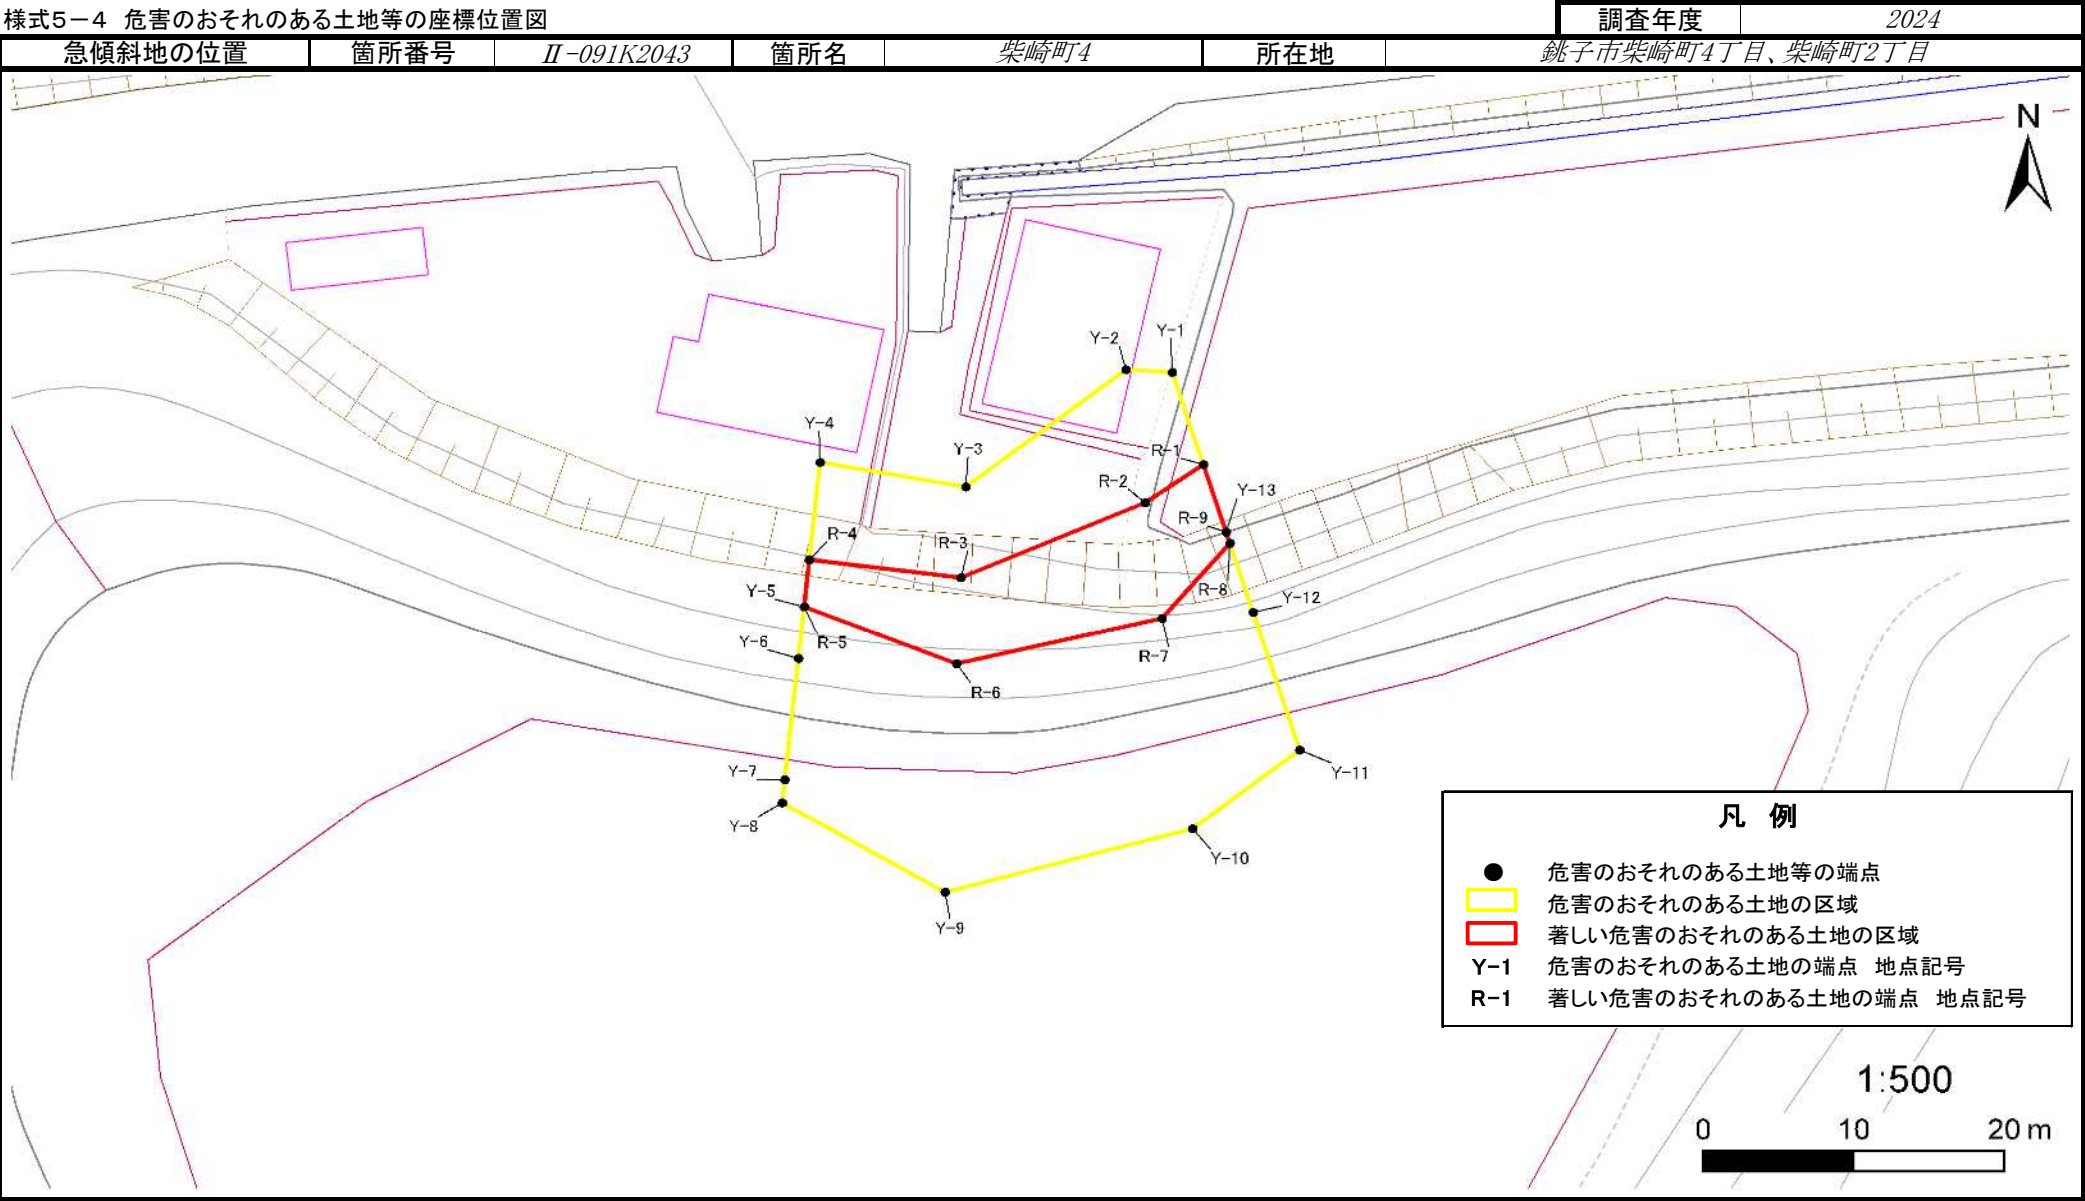 様式5－4 危害のおそれのある土地等の座標位置図
調査年度 2024
急傾斜地の位置 箇所番号 Ⅱ-091K2043 箇所名 柴崎町4 所在地 銚子市柴崎町4丁目、柴崎町2丁目
N
Y-1
Y-2
Y-4
Y-3
R-1
R-2
Y-13
R-9
R-4
R-3
Y-5
R-8
Y-12
Y-6
R-5
R-7
R-6
Y-7
Y-11
Y-8
Y-10
Y-9
凡 例
危害のおそれのある土地等の端点
危害のおそれのある土地の区域
著しい危害のおそれのある土地の区域
Y-1 危害のおそれのある土地の端点 地点記号
R-1 著しい危害のおそれのある土地の端点 地点記号
1:500
0 10 20 m